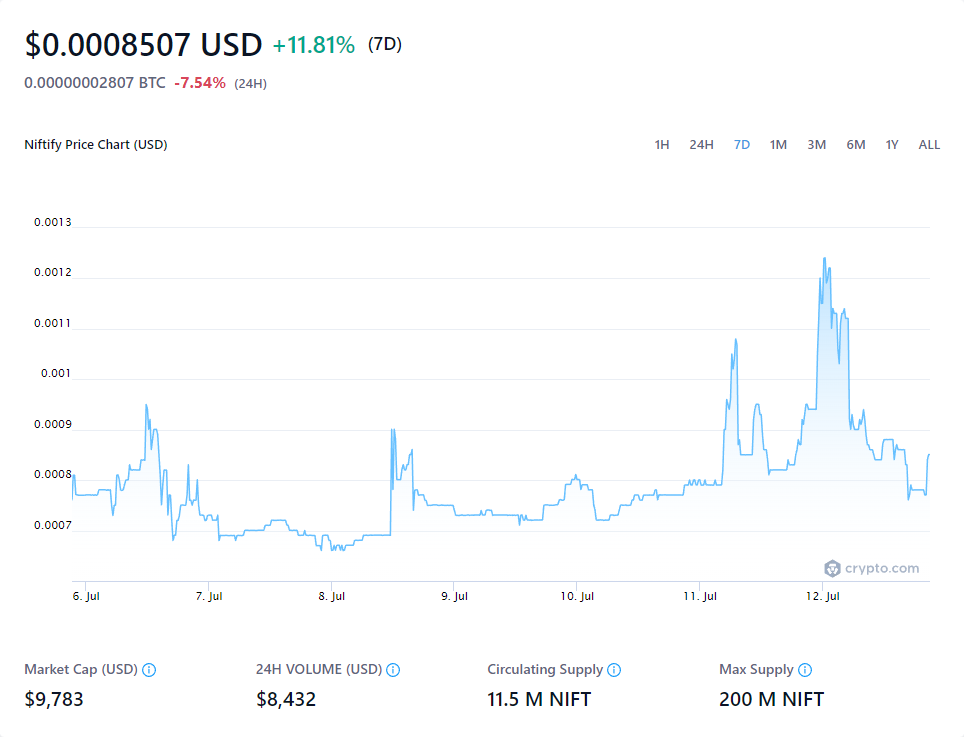 $0.0008507 USD +11.81% (7D)
0.00000002807 BTC -7.54% (24H)
Niftify Price Chart (USD) 1H 24H 7D 1M 3M 6M 1Y ALL
0.0013
0.0012
0.0011
0.001
0.0009
0.0008
0.0007
crypto.com
6. Jul 7. Jul 8. Jul 9. Jul 10. Jul 11. Jul 12. Jul
Market Cap (USD) 24H VOLUME (USD) Circulating Supply Max Supply
$9,783 $8,432 11.5 M NIFT 200 M NIFT